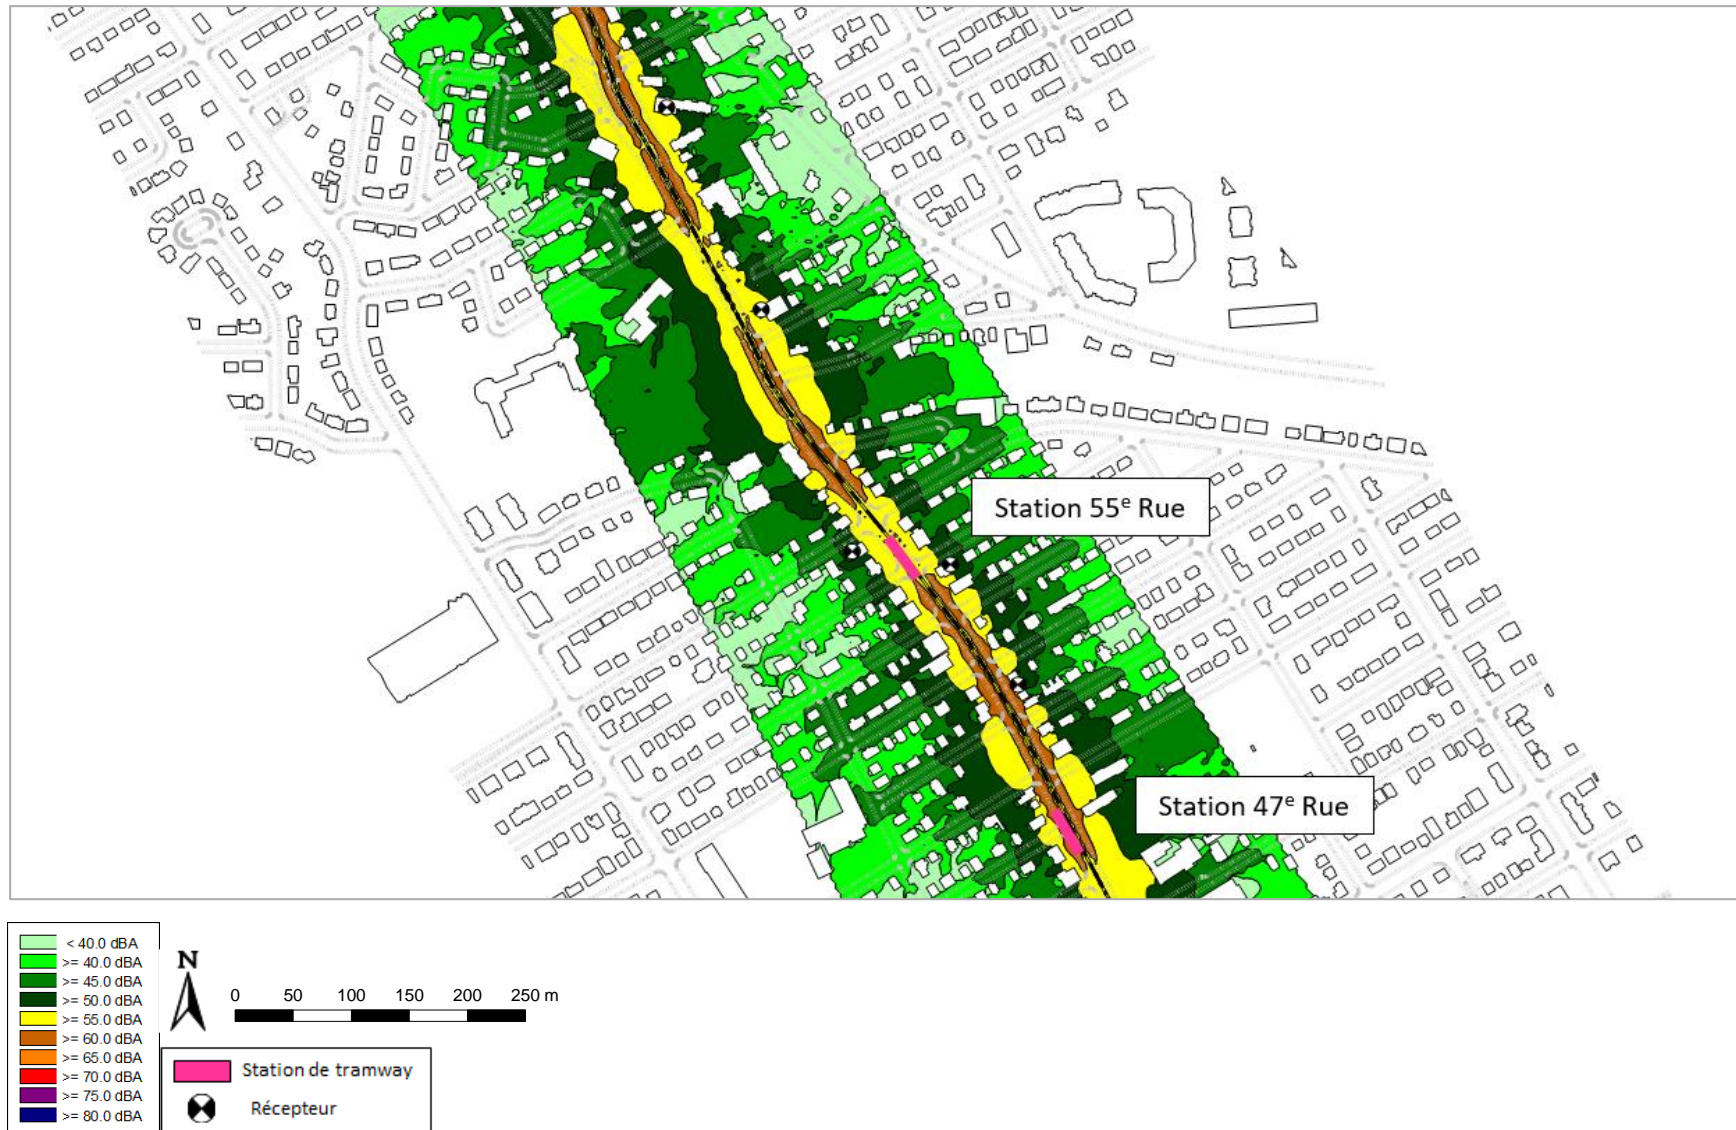 Station 55ᵉ Rue
Station 47ᵉ Rue
< 40.0 dBA
>= 40.0 dBA
>= 45.0 dBA
>= 50.0 dBA
>= 55.0 dBA
>= 60.0 dBA
>= 65.0 dBA
>= 70.0 dBA
>= 75.0 dBA
>= 80.0 dBA
N
0 50 100 150 200 250 m
Station de tramway
Récepteur